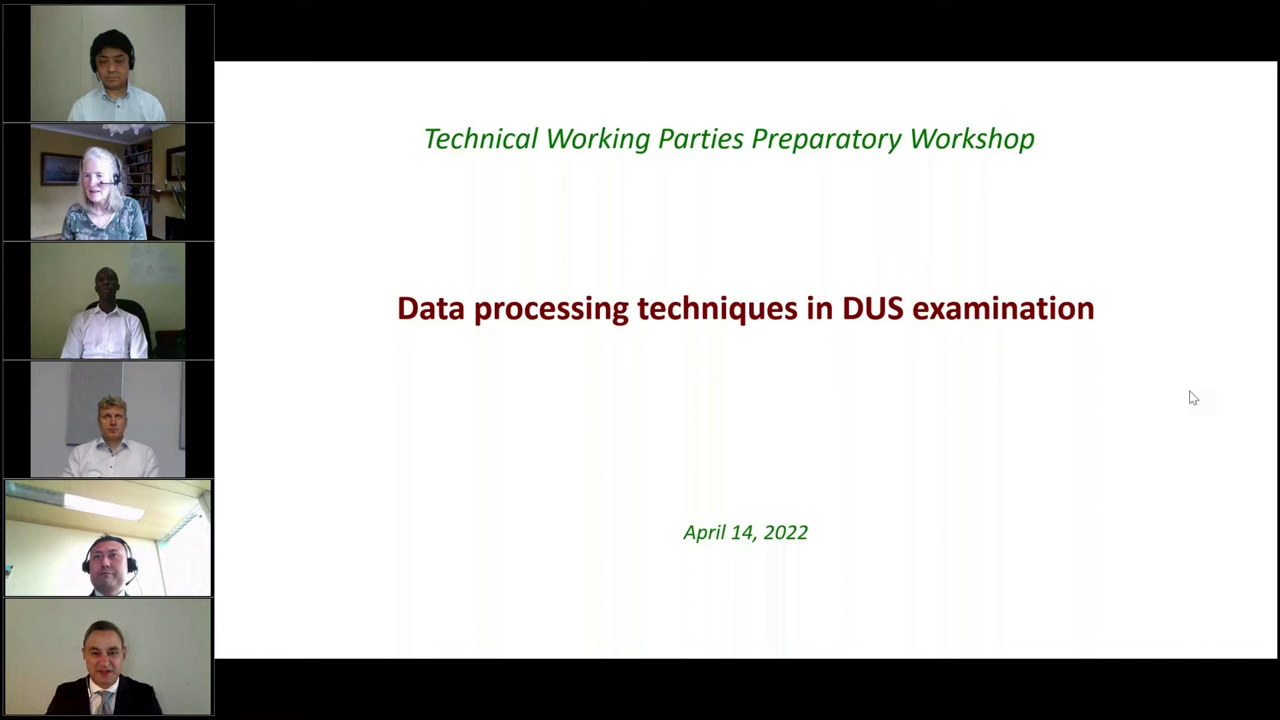 Technical Working Parties Preparatory Workshop
Data processing techniques in DUS examination
April 14, 2022